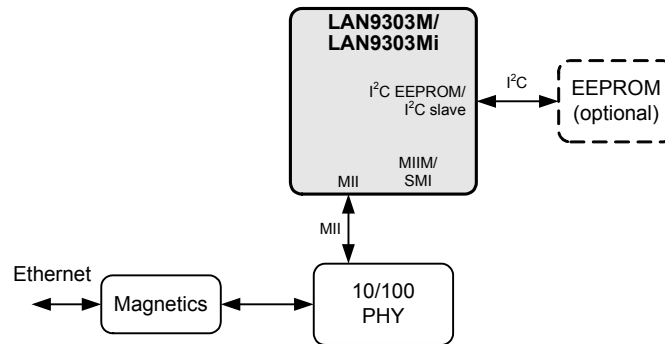 LAN9303M/
LAN9303Mi
I²C EEPROM/
I²C slave
I²C
EEPROM
(optional)
MII
MIIM/
SMI
MII
Ethernet
Magnetics
10/100
PHY